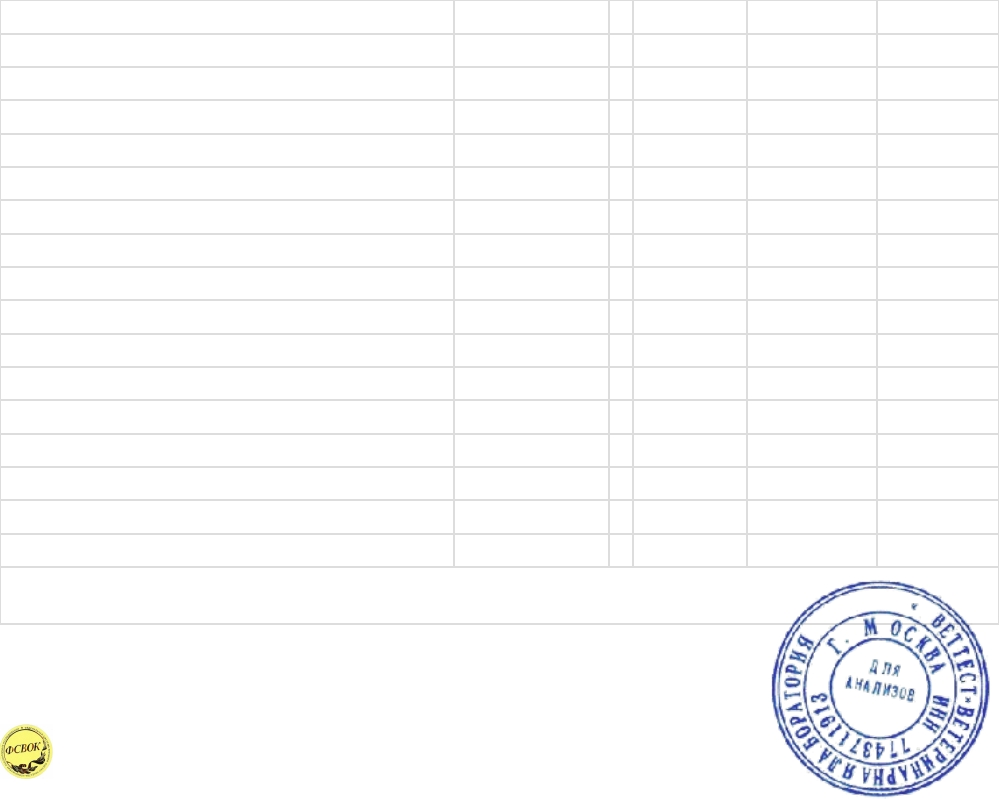 « ВЕТТЕСТ» ВЕТЕРИНАРНАЯ ЛАБОРАТОРИЯ
Г. МОСКВА ИНН 7743711913
ДЛЯ
АНАЛИЗОВ
ФСВОК